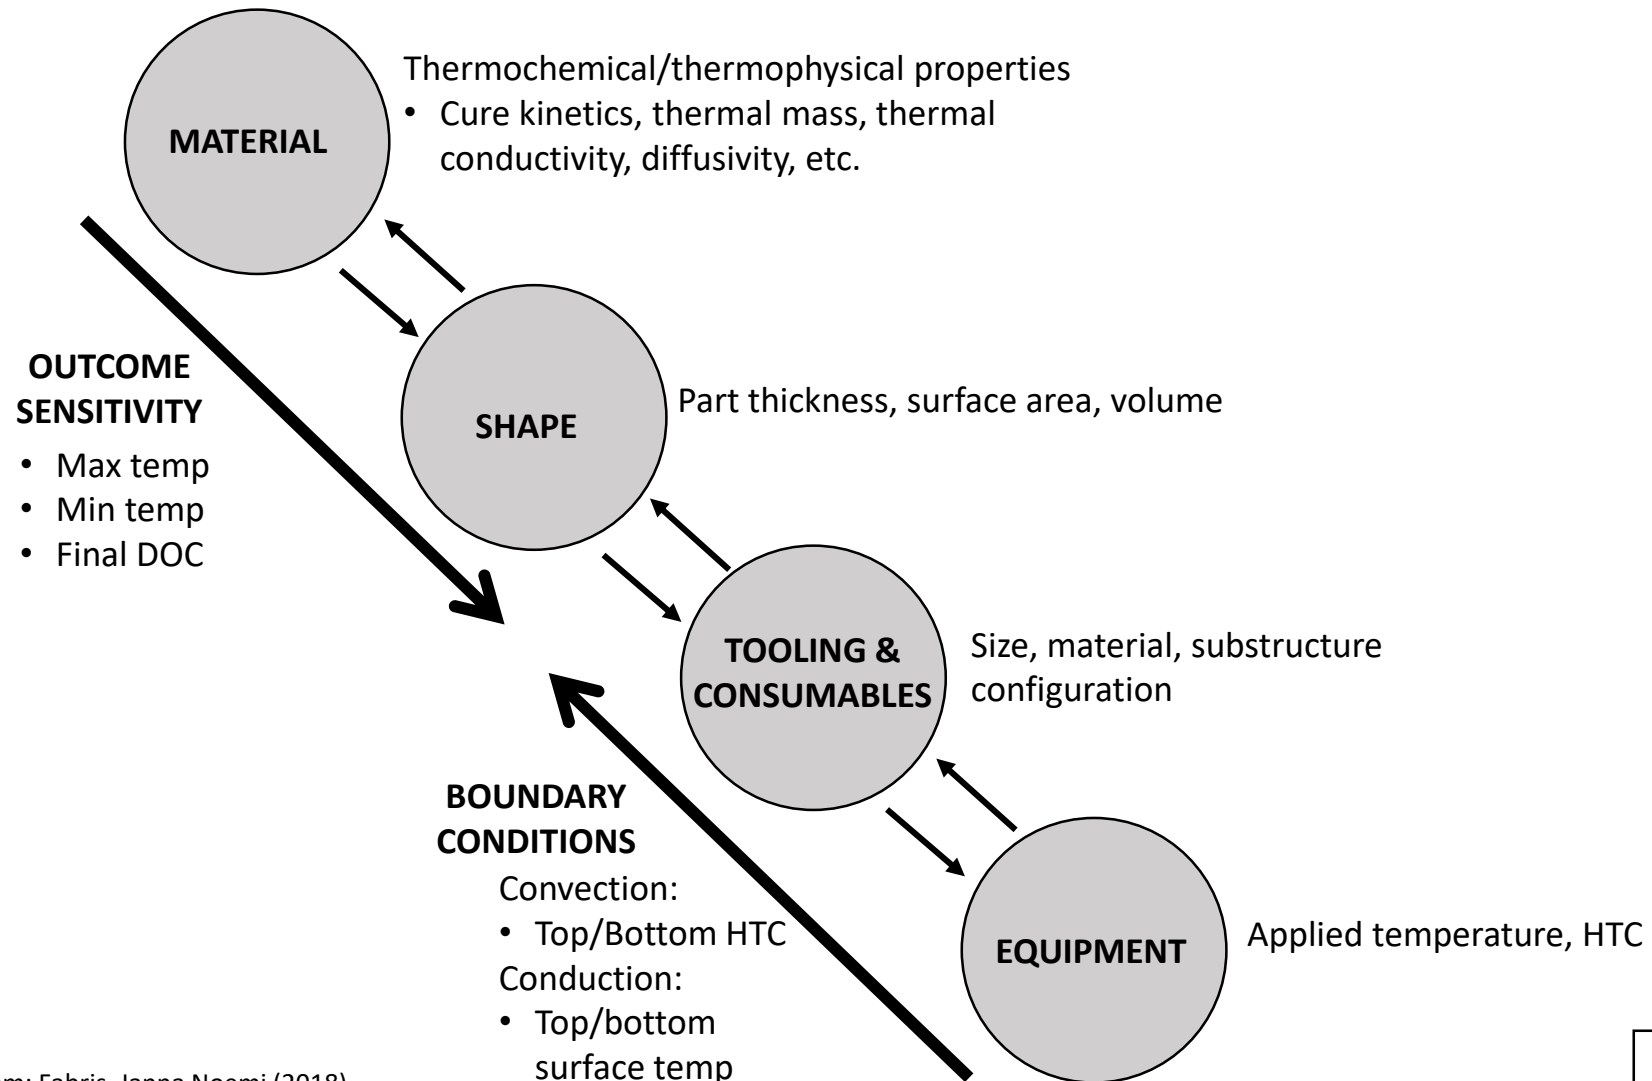 Thermochemical/thermophysical properties
• Cure kinetics, thermal mass, thermal
conductivity, diffusivity, etc.
MATERIAL
OUTCOME
SENSITIVITY
• Max temp
• Min temp
• Final DOC
SHAPE
Part thickness, surface area, volume
TOOLING &
CONSUMABLES
Size, material, substructure
configuration
BOUNDARY
CONDITIONS
Convection:
• Top/Bottom HTC
Conduction:
• Top/bottom
surface temp
EQUIPMENT
Applied temperature, HTC
Fabris, Janna Noemi (2018)